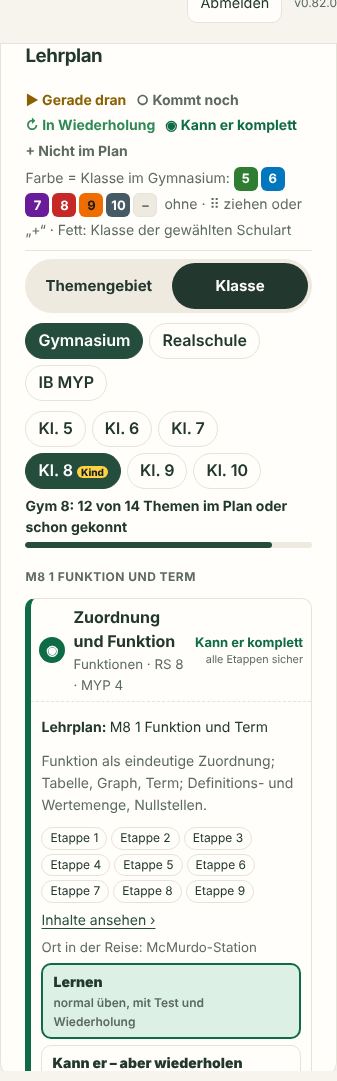 Abmelden v0.82.0
Lehrplan
▶ Gerade dran ○ Kommt noch
↻ In Wiederholung ◉ Kann er komplett
+ Nicht im Plan
Farbe = Klasse im Gymnasium: 5 6
7 8 9 10 – ohne · ⠿ ziehen oder
„+“ · Fett: Klasse der gewählten Schulart
Themengebiet Klasse
Gymnasium Realschule
IB MYP
Kl. 5 Kl. 6 Kl. 7
Kl. 8 Kind Kl. 9 Kl. 10
Gym 8: 12 von 14 Themen im Plan oder
schon gekonnt
M8 1 FUNKTION UND TERM
Zuordnung
und Funktion
Funktionen · RS 8
· MYP 4
Kann er komplett
alle Etappen sicher
Lehrplan: M8 1 Funktion und Term
Funktion als eindeutige Zuordnung;
Tabelle, Graph, Term; Definitions- und
Wertemenge, Nullstellen.
Etappe 1 Etappe 2 Etappe 3
Etappe 4 Etappe 5 Etappe 6
Etappe 7 Etappe 8 Etappe 9
Inhalte ansehen ›
Ort in der Reise: McMurdo-Station
Lernen
normal üben, mit Test und
Wiederholung
Kann er – aber wiederholen